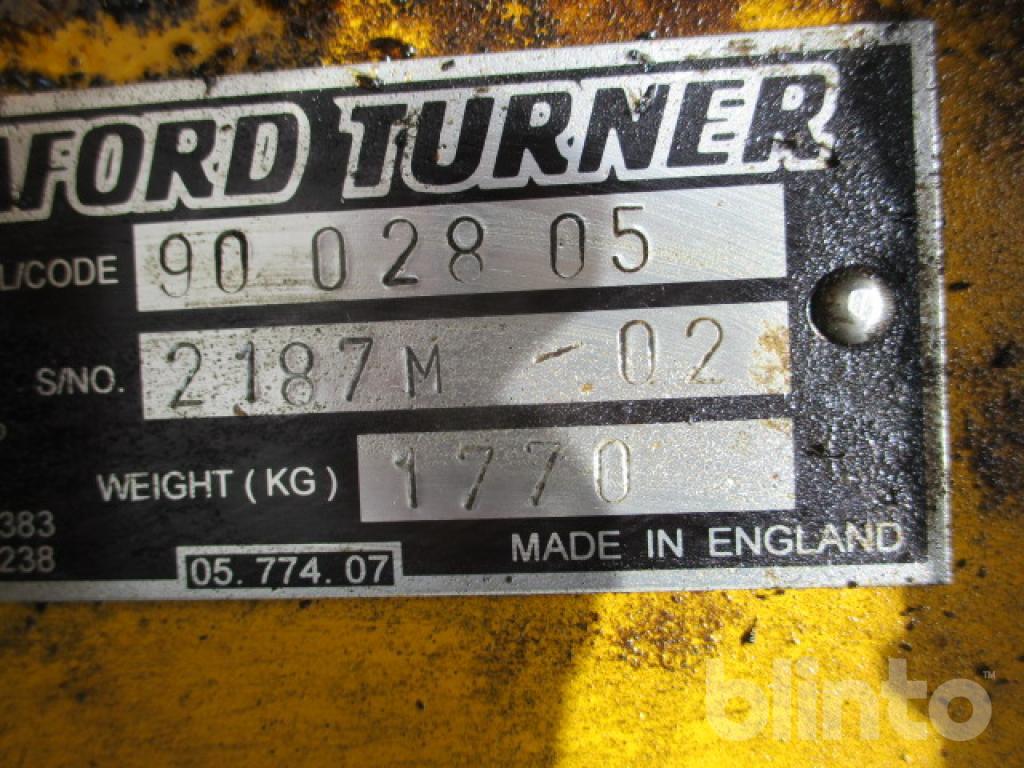 AFORD TURNER
L/CODE 90 028 05
S/NO. 2187M - 02
WEIGHT (KG) 1770
383
238
05. 774. 07
MADE IN ENGLAND
blinto™